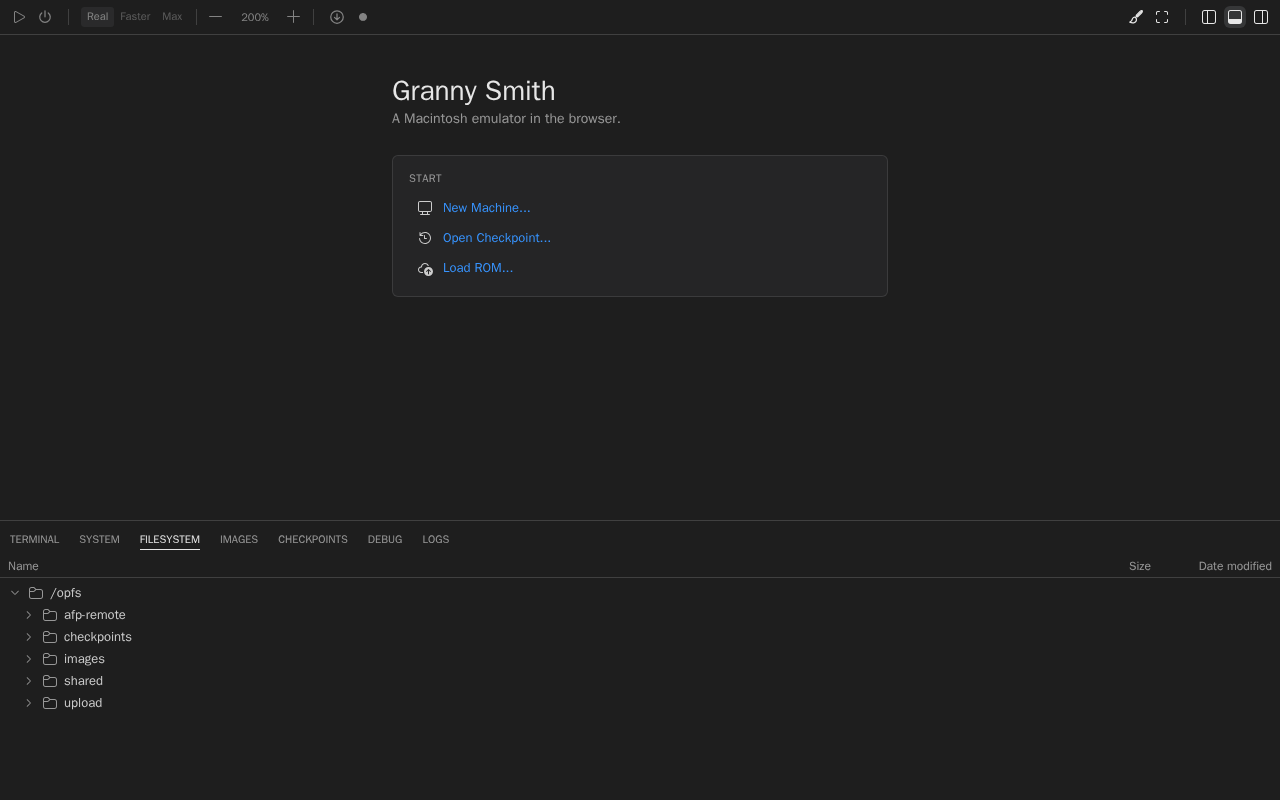 Real Faster Max 200%
Granny Smith
A Macintosh emulator in the browser.
START
New Machine...
Open Checkpoint...
Load ROM...
TERMINAL SYSTEM FILESYSTEM IMAGES CHECKPOINTS DEBUG LOGS
Name Size Date modified
/opfs
afp-remote
checkpoints
images
shared
upload